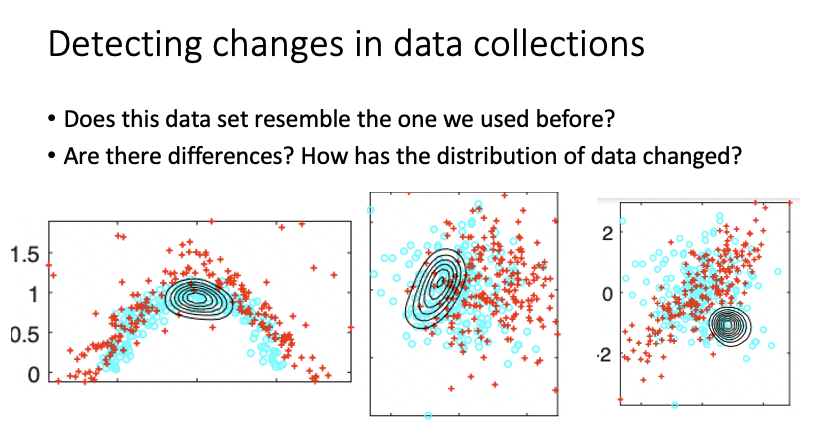 Detecting changes in data collections
• Does this data set resemble the one we used before?
• Are there differences? How has the distribution of data changed?
1.5
1
0.5
0
2
0
-2